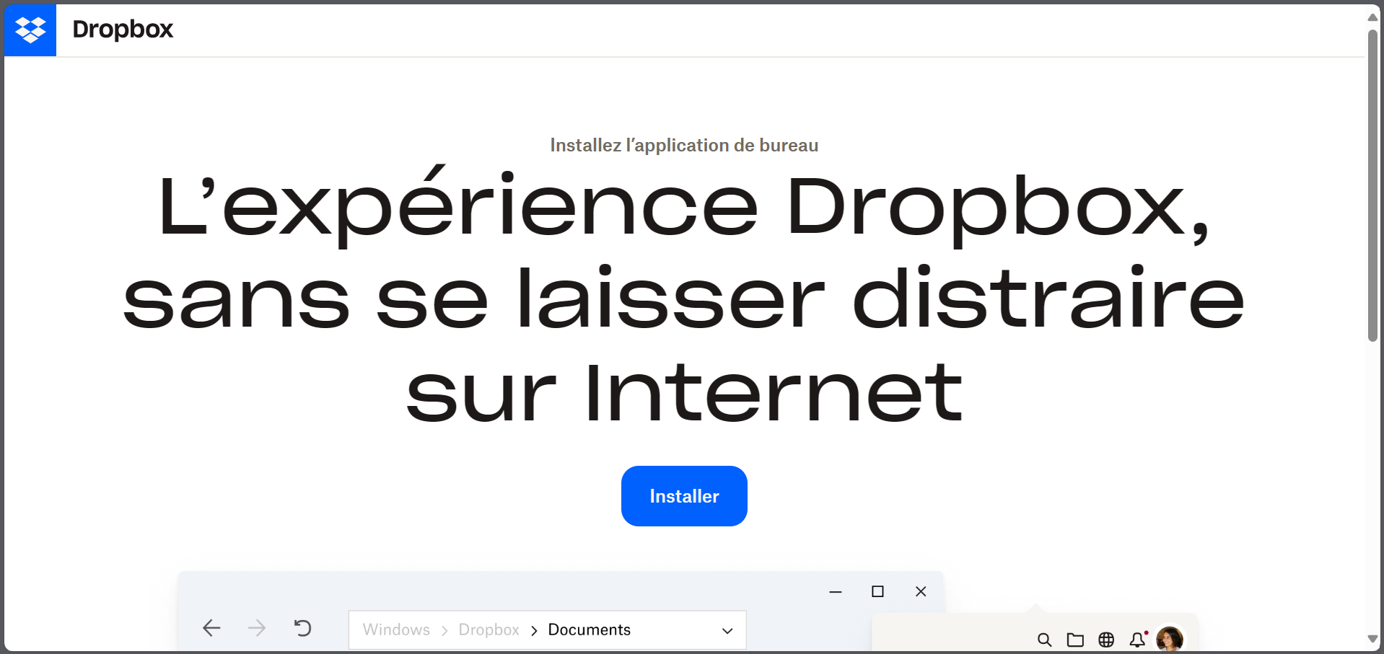 Dropbox
Installez l’application de bureau
L’expérience Dropbox,
sans se laisser distraire
sur Internet
Installer
Windows > Dropbox > Documents